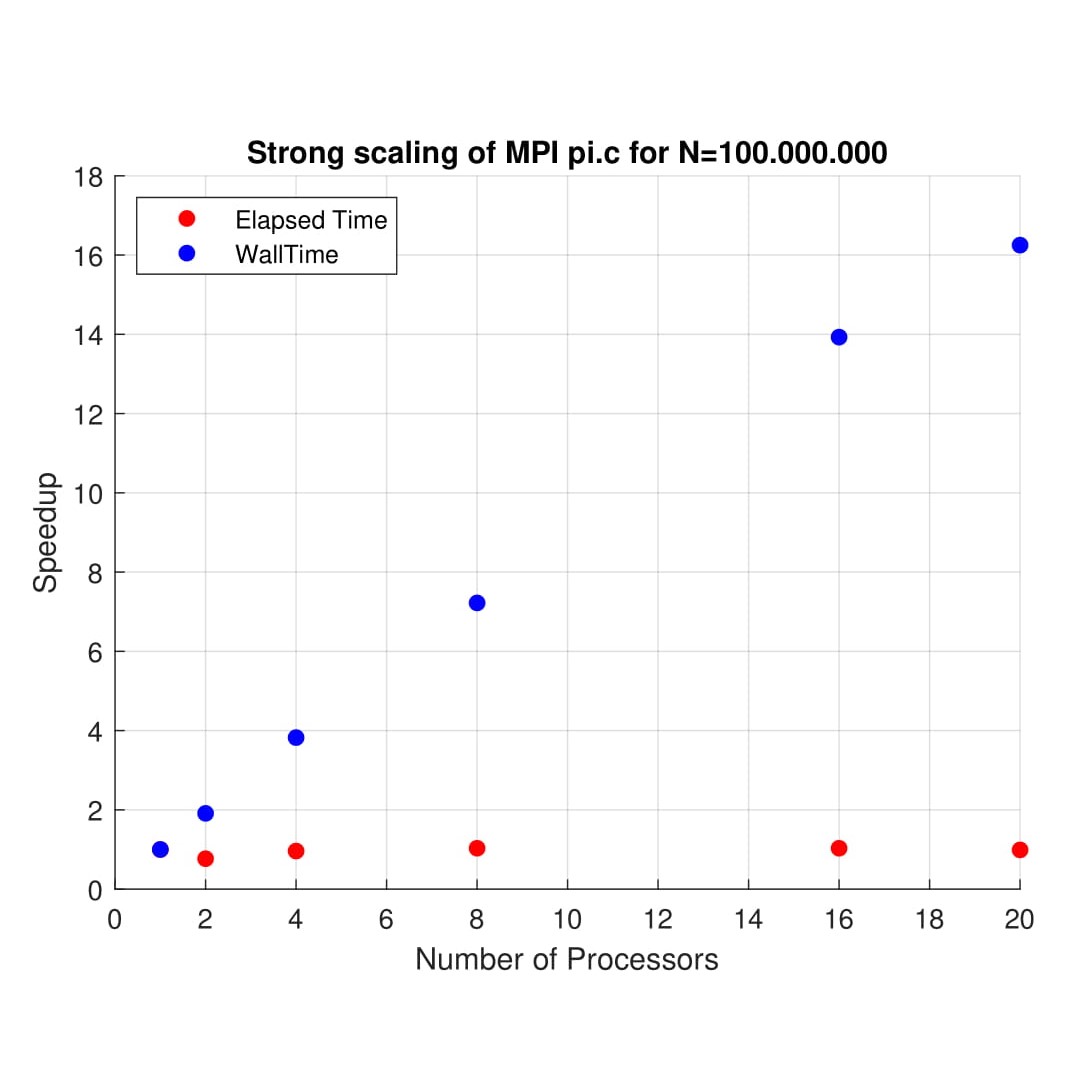 Strong scaling of MPI pi.c for N=100.000.000
18
16
14
12
10
8
6
4
2
0
Elapsed Time
WallTime
Speedup
0 2 4 6 8 10 12 14 16 18 20
Number of Processors